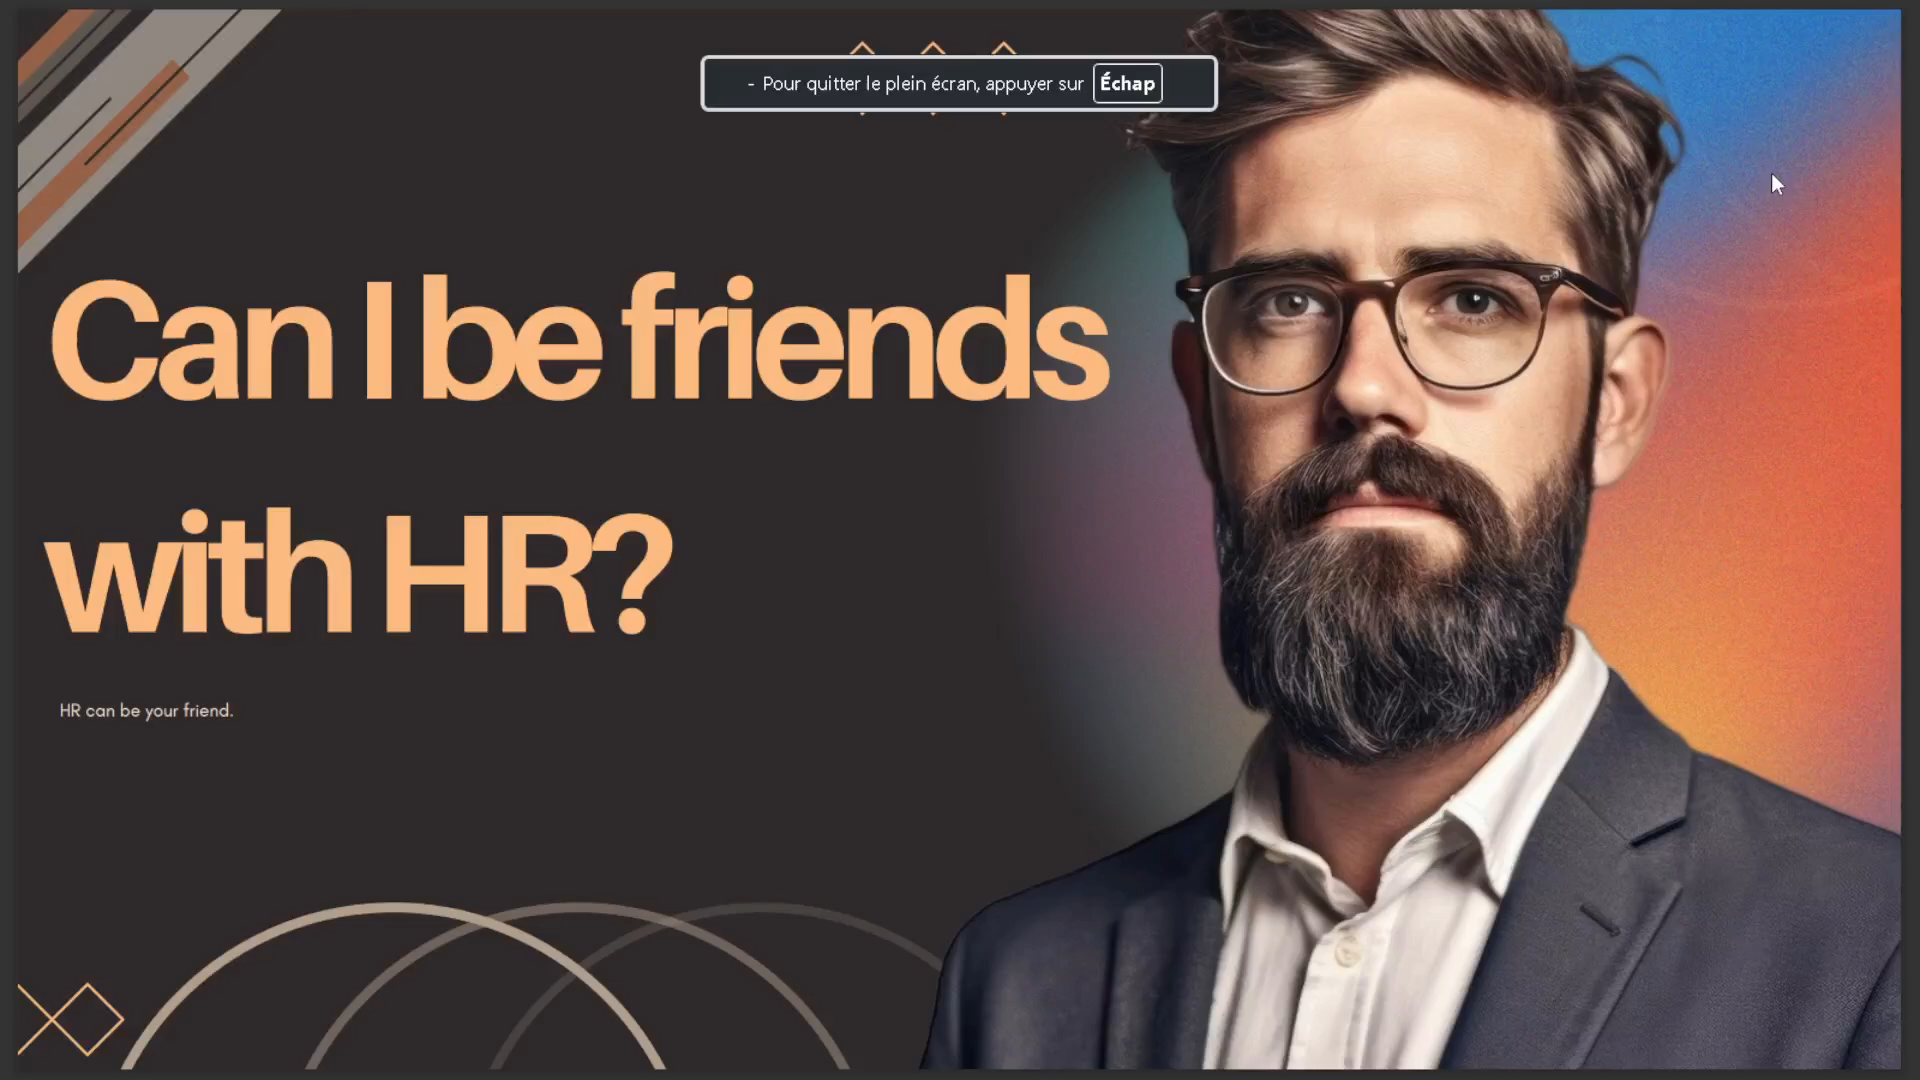 - Pour quitter le plein écran, appuyer sur Échap
Can I be friends
with HR?
HR can be your friend.